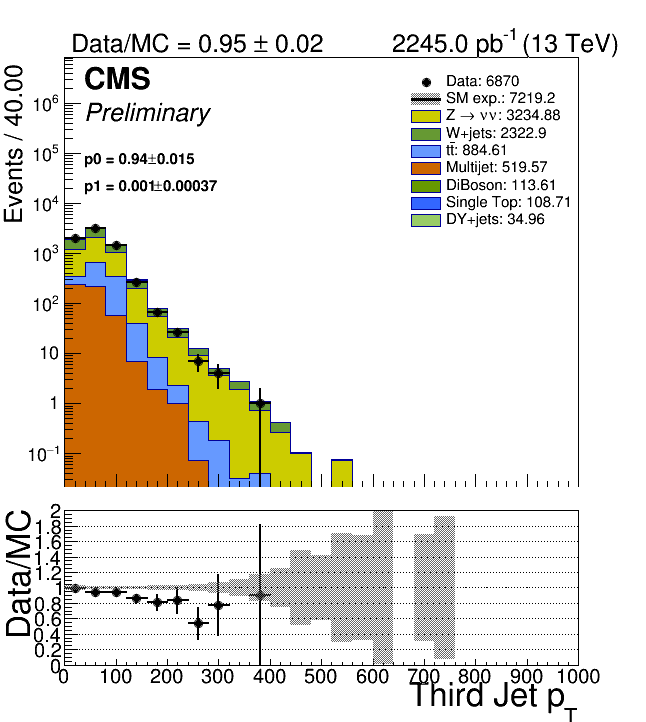 Data/MC = 0.95 ± 0.02 2245.0 pb⁻¹ (13 TeV)
CMS
Preliminary
p0 = 0.94±0.015
p1 = 0.001±0.00037
Data: 6870
SM exp.: 7219.2
Z → νν: 3234.88
W+jets: 2322.9
tt̄: 884.61
Multijet: 519.57
DiBoson: 113.61
Single Top: 108.71
DY+jets: 34.96
Events / 40.00
10⁶
10⁵
10⁴
10³
10²
10
1
10⁻¹
Data/MC
2
1.8
1.6
1.4
1.2
1
0.8
0.6
0.4
0.2
0
0 100 200 300 400 500 600 700 800 900 1000
Third Jet p_T